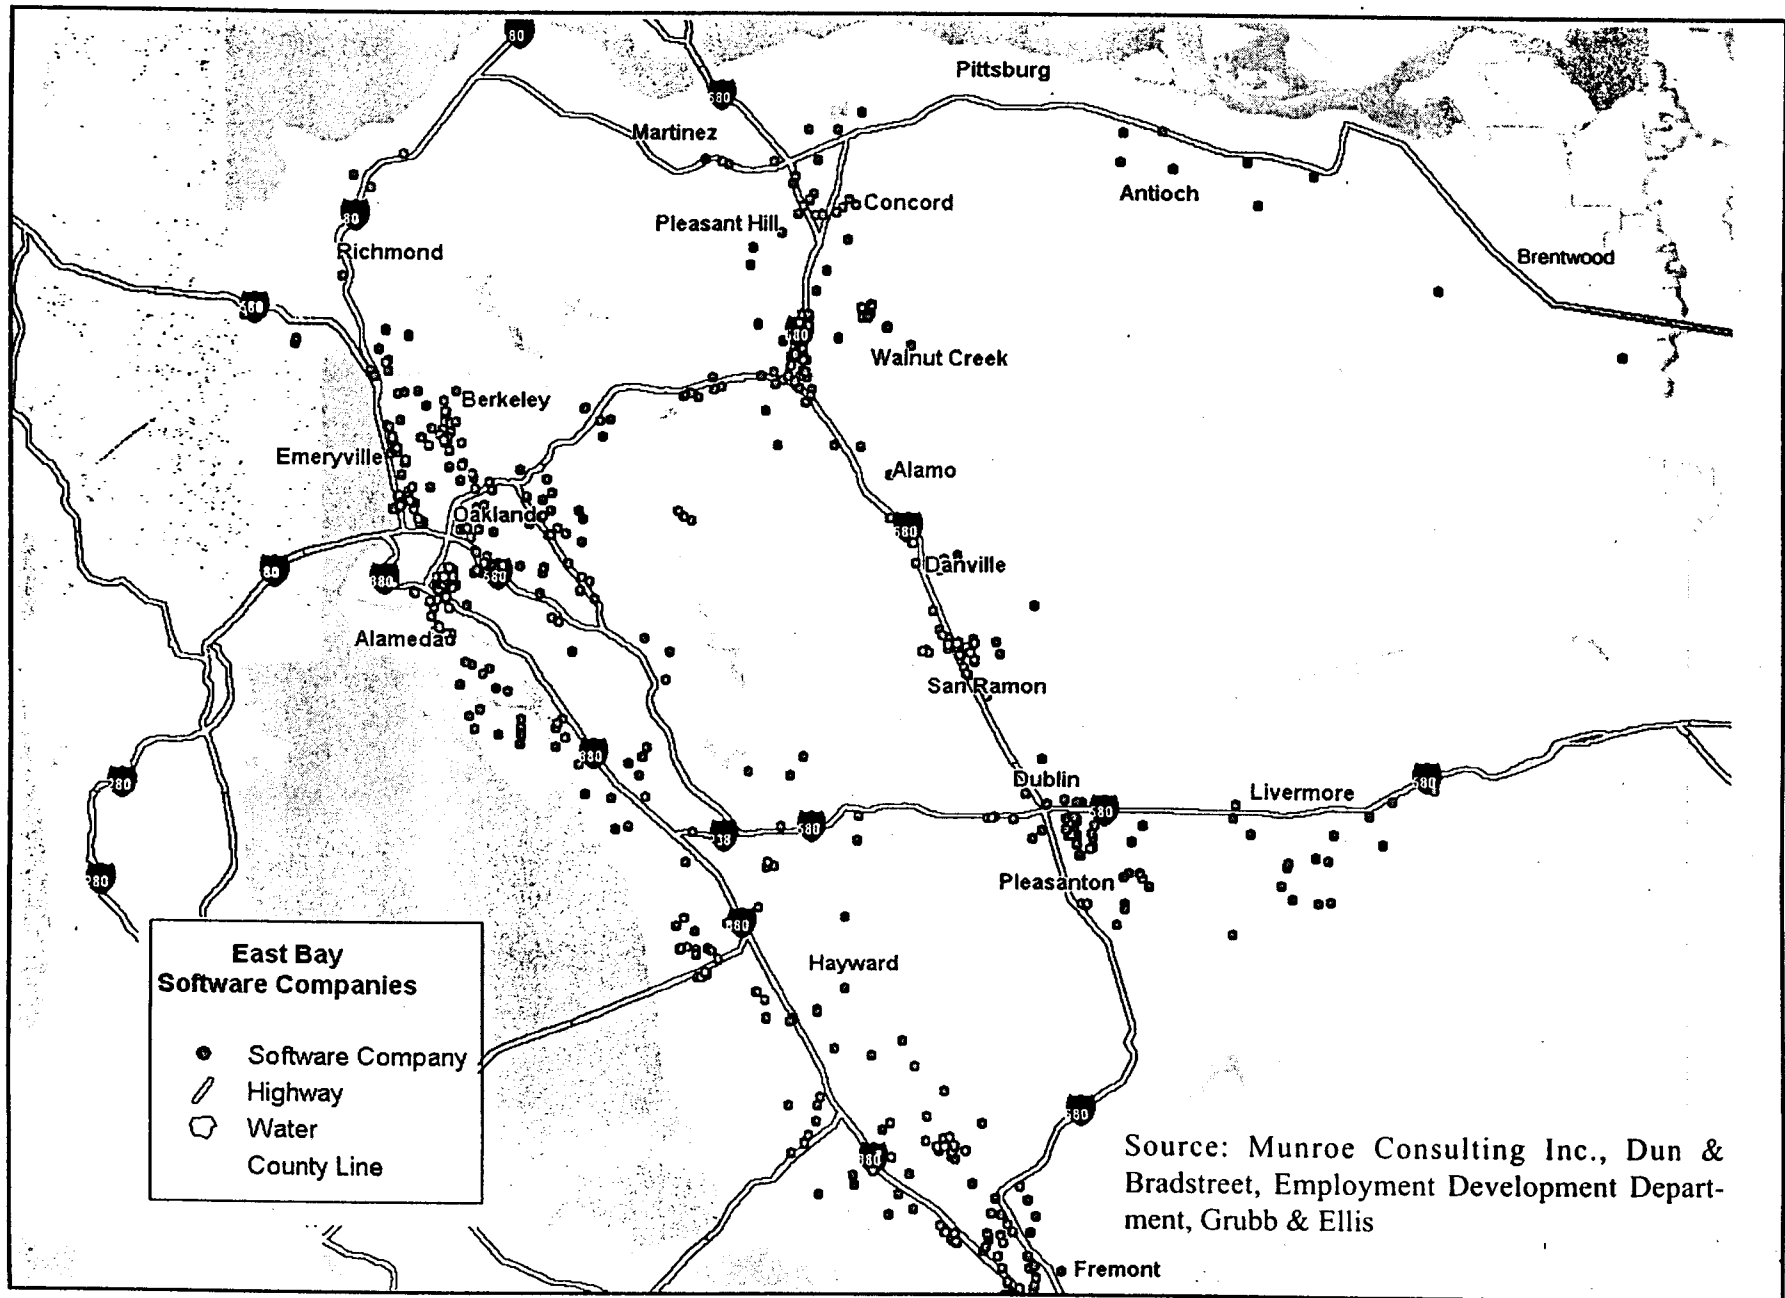 80
680
Pittsburg
Martinez
Antioch
Concord
Pleasant Hill
80
Richmond
Brentwood
580
680
Walnut Creek
Berkeley
Emeryville
Alamo
Oakland
680
Danville
80
880
580
Alameda
San Ramon
880
Dublin
Livermore
580
280
580
238
580
Pleasanton
280
880
Hayward
East Bay
Software Companies
Software Company
Highway
Water
County Line
680
880
Source: Munroe Consulting Inc., Dun &
Bradstreet, Employment Development Depart-
ment, Grubb & Ellis
Fremont